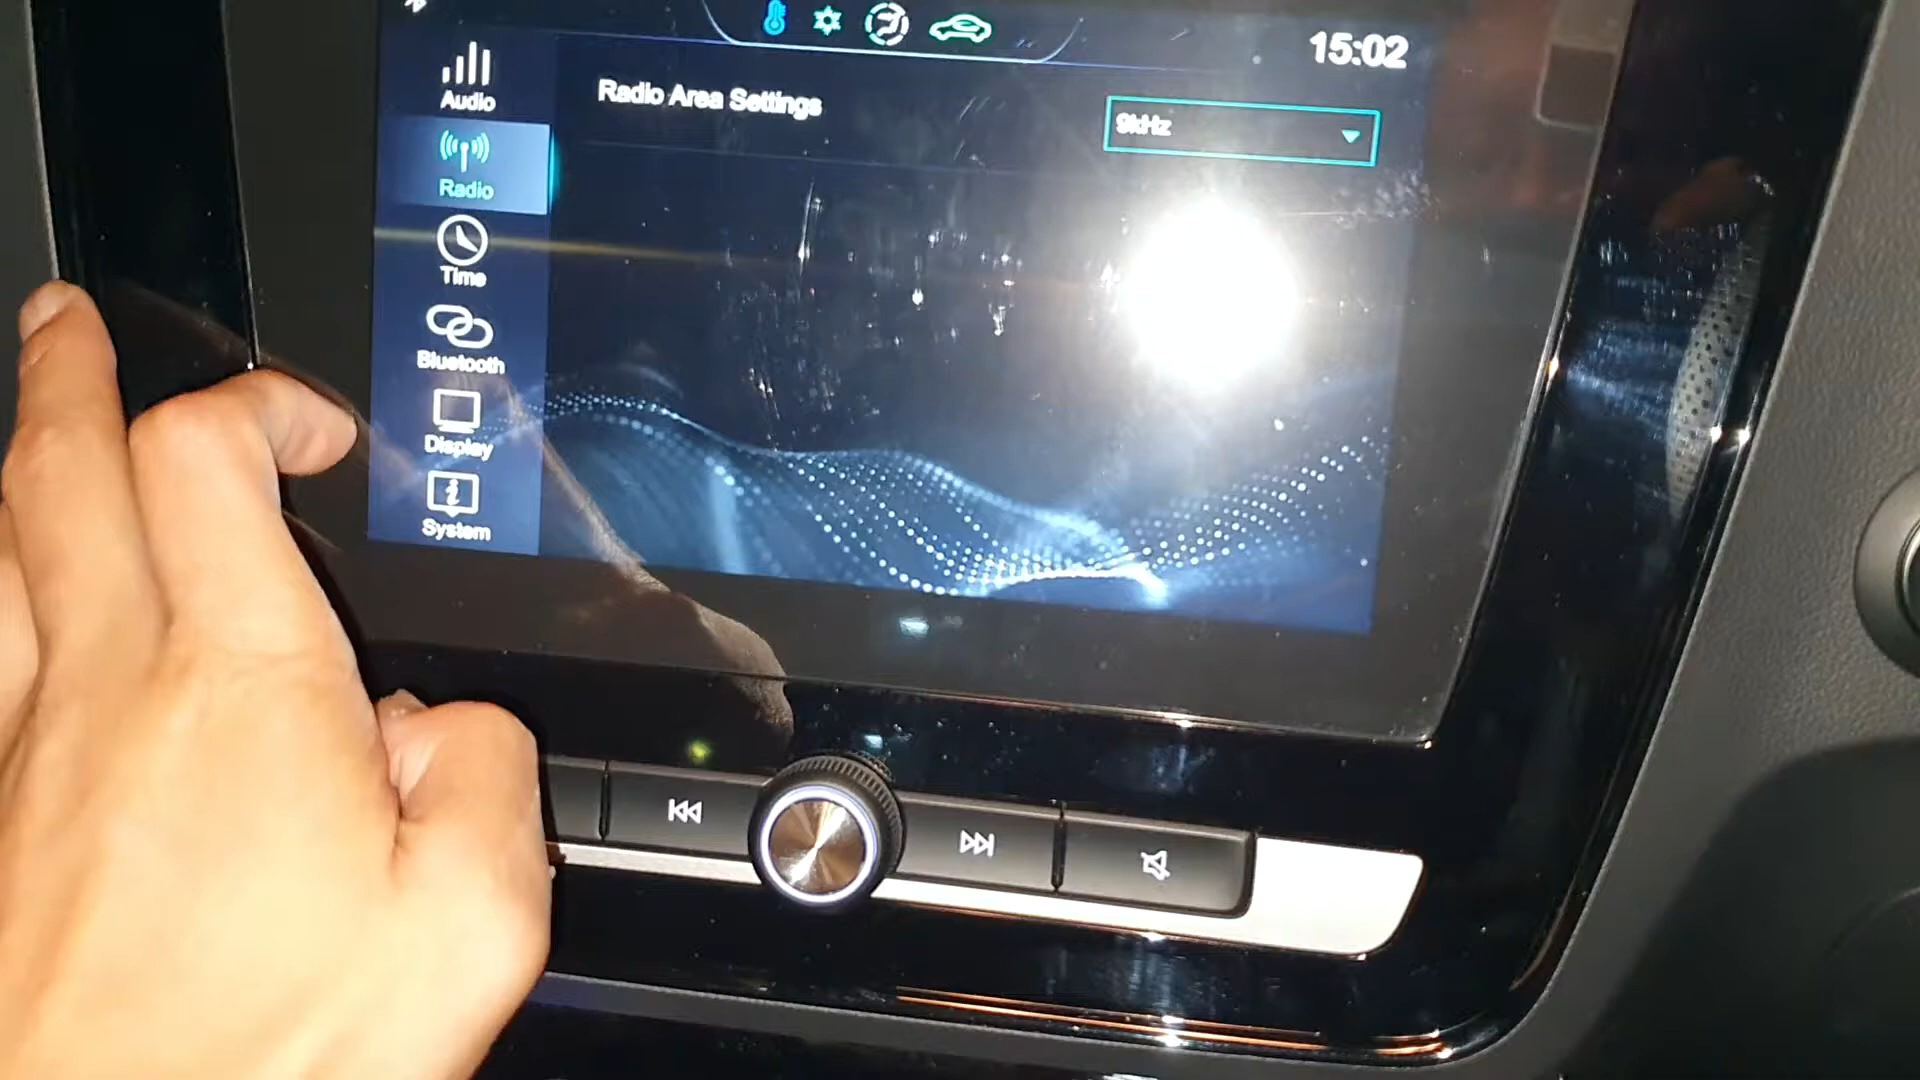 15:02
Audio
Radio Area Settings
9kHz
Radio
Time
Bluetooth
Display
System